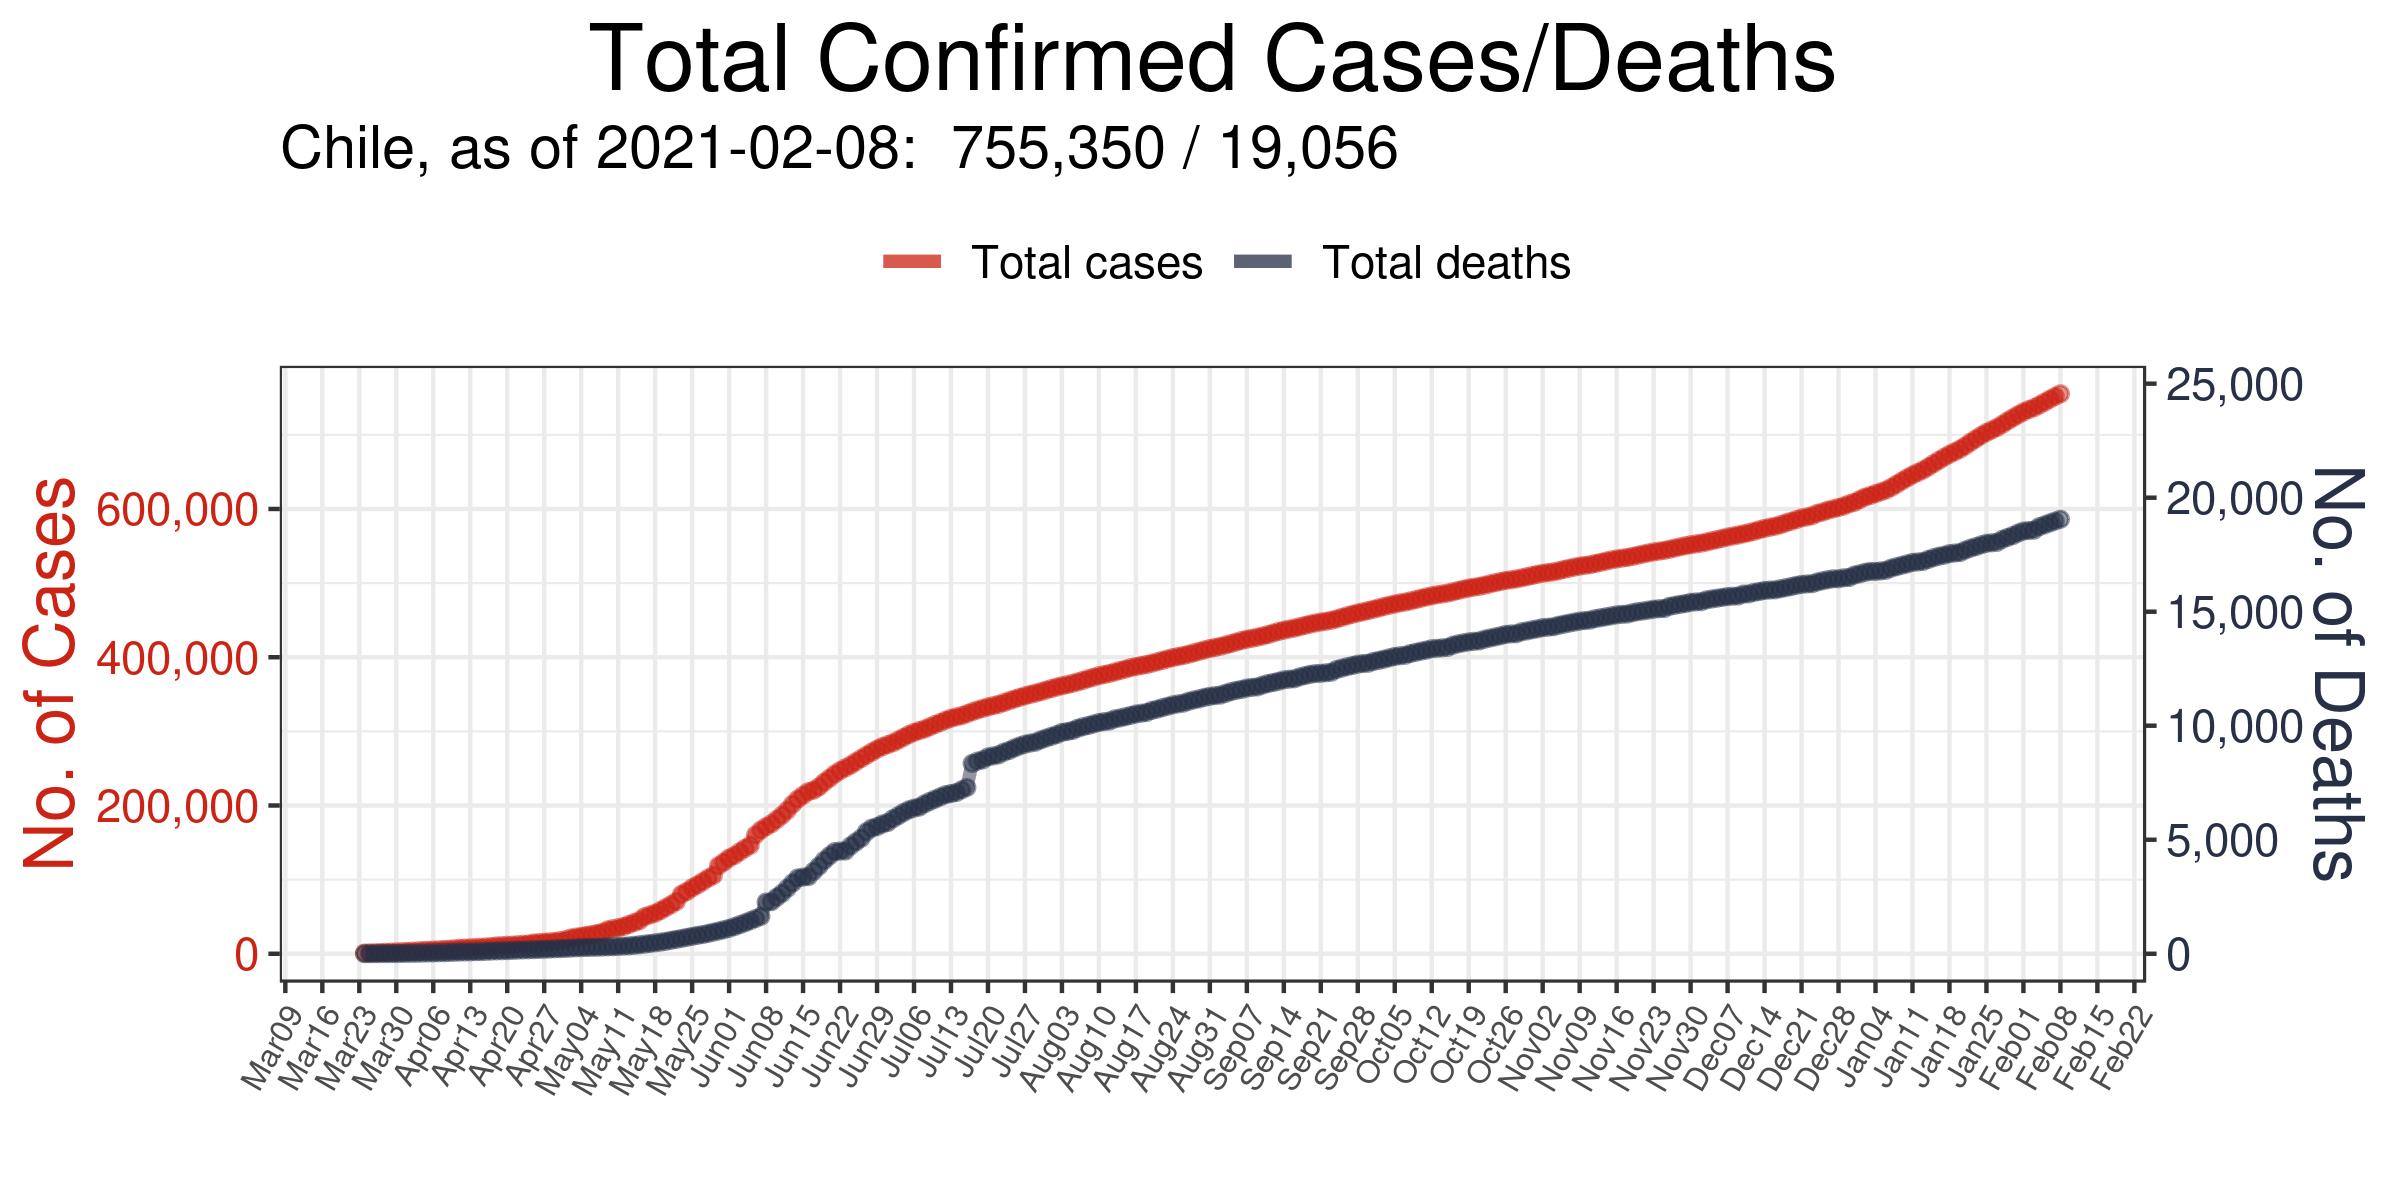 Total Confirmed Cases/Deaths
Chile, as of 2021-02-08:  755,350 / 19,056
Total cases
Total deaths
No. of Cases
600,000
400,000
200,000
0
25,000
20,000
15,000
10,000
5,000
0
No. of Deaths
Mar09
Mar16
Mar23
Mar30
Apr06
Apr13
Apr20
Apr27
May04
May11
May18
May25
Jun01
Jun08
Jun15
Jun22
Jun29
Jul06
Jul13
Jul20
Jul27
Aug03
Aug10
Aug17
Aug24
Aug31
Sep07
Sep14
Sep21
Sep28
Oct05
Oct12
Oct19
Oct26
Nov02
Nov09
Nov16
Nov23
Nov30
Dec07
Dec14
Dec21
Dec28
Jan04
Jan11
Jan18
Jan25
Feb01
Feb08
Feb15
Feb22